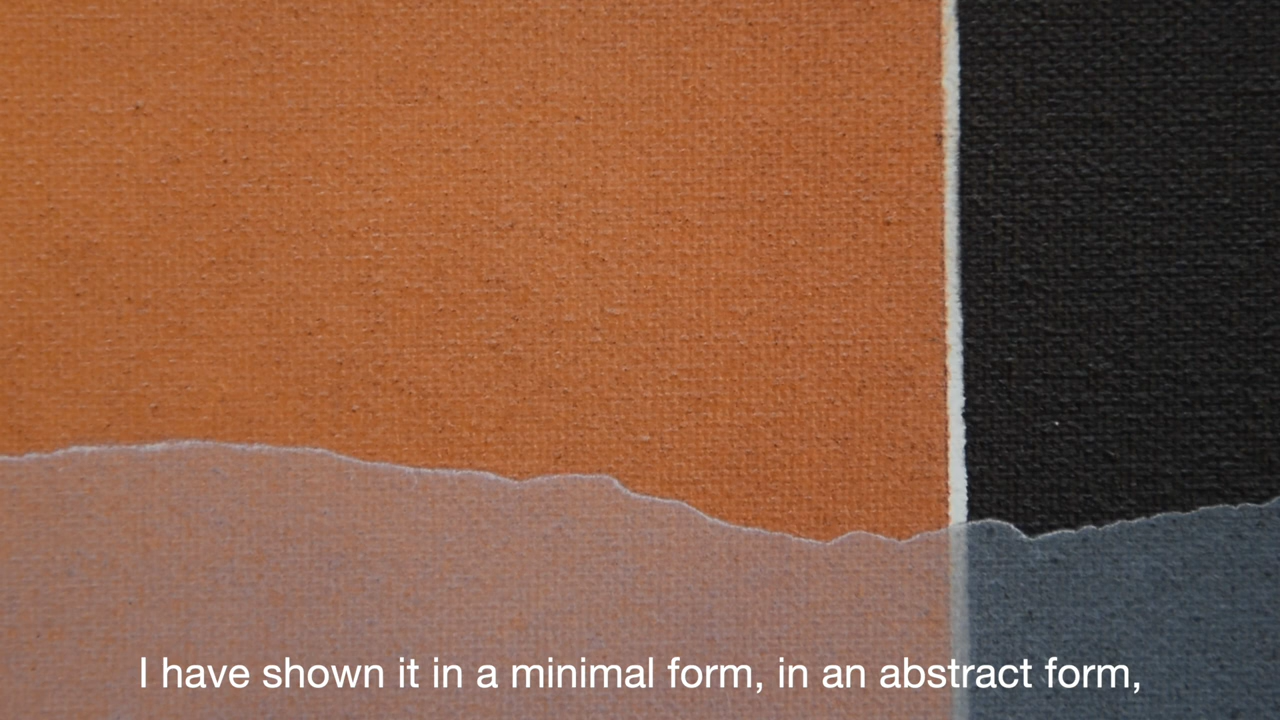 I have shown it in a minimal form, in an abstract form,